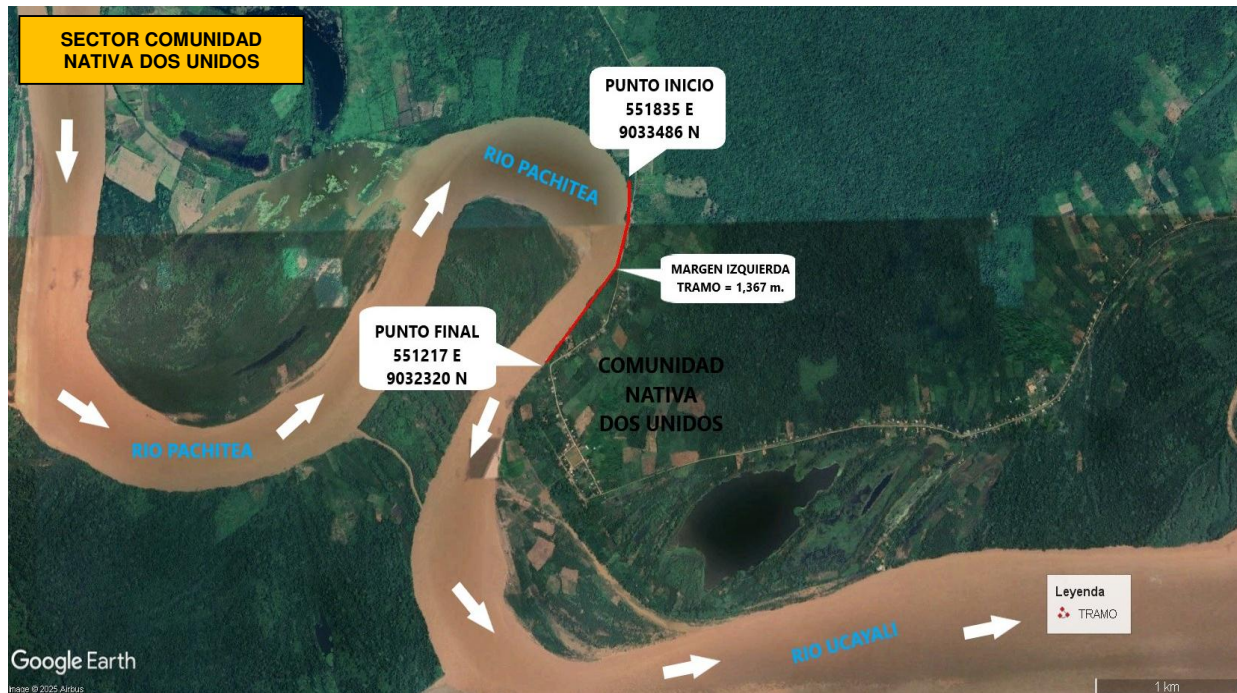 SECTOR COMUNIDAD
NATIVA DOS UNIDOS
PUNTO INICIO
551835 E
9033486 N
RIO PACHITEA
MARGEN IZQUIERDA
TRAMO = 1,367 m.
PUNTO FINAL
551217 E
9032320 N
COMUNIDAD
NATIVA
DOS UNIDOS
RIO PACHITEA
Leyenda
TRAMO
RIO UCAYALI
Google Earth
Image © 2025 Airbus
1 km